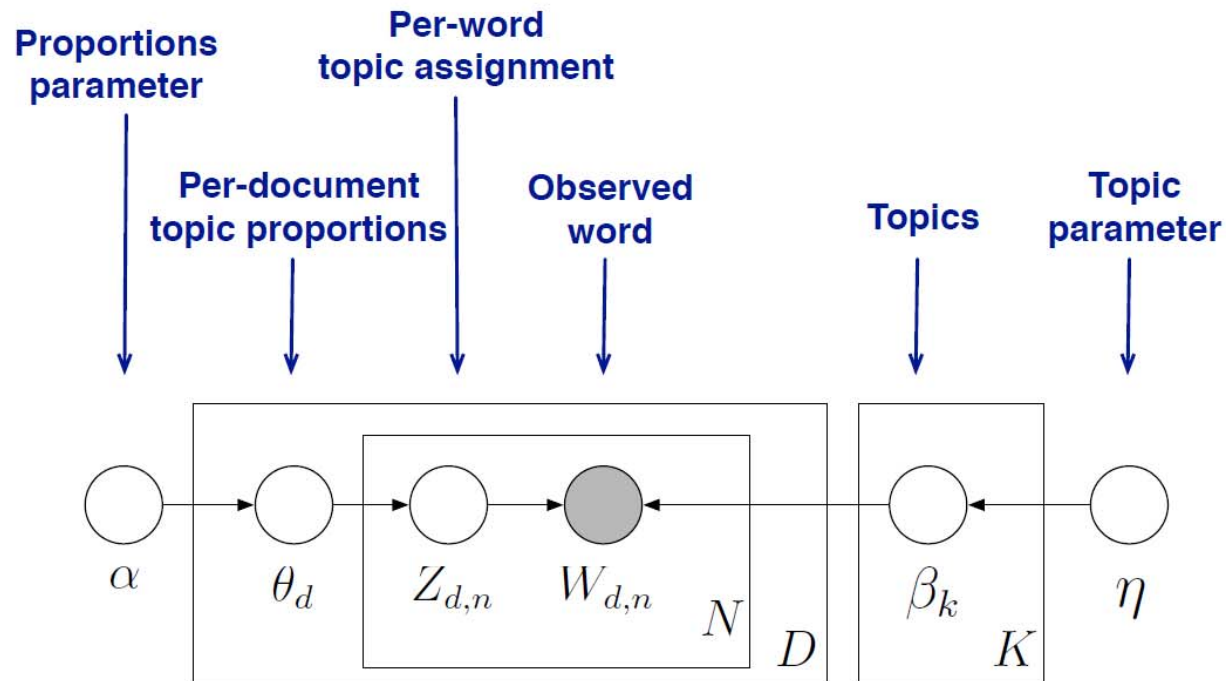 Proportions
parameter
Per-word
topic assignment
Per-document
topic proportions
Observed
word
Topics
Topic
parameter
α
θ_d
Z_{d,n}
W_{d,n}
N
D
β_k
K
η